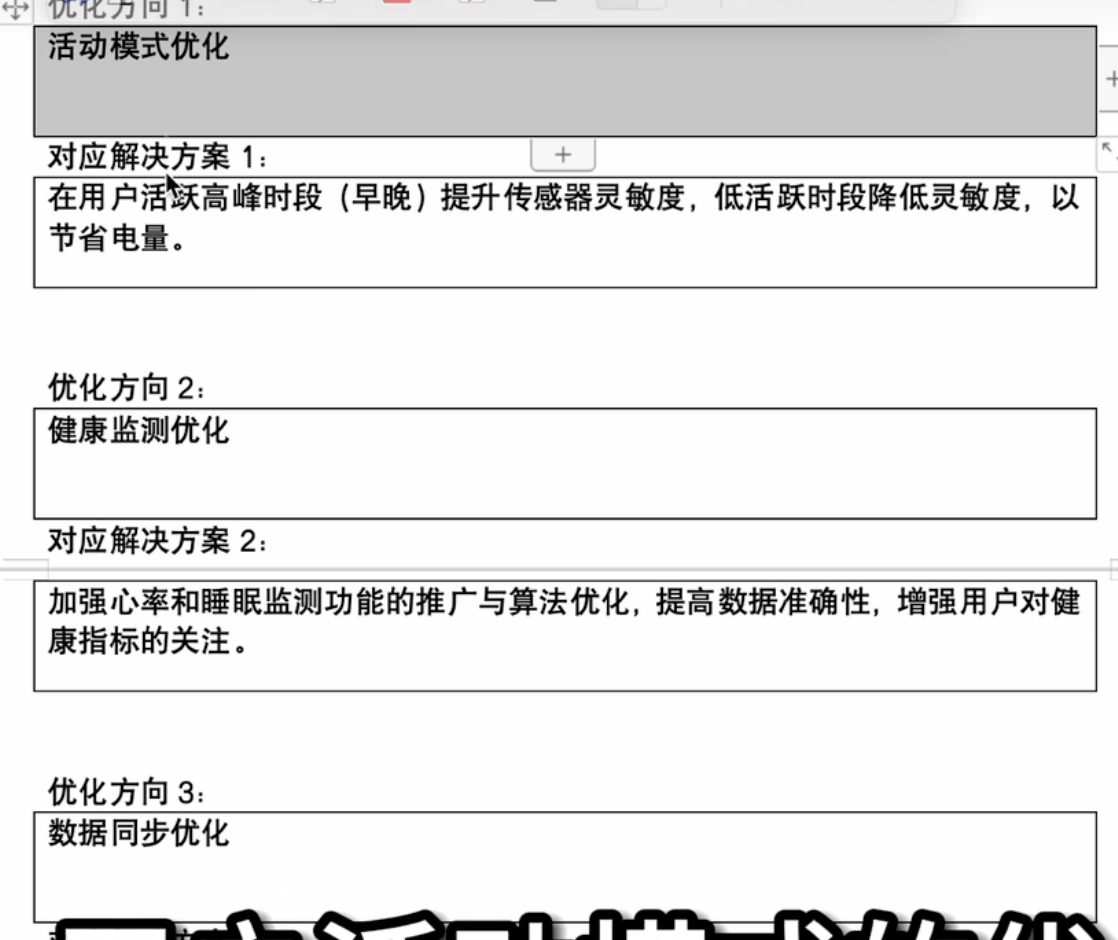 优化方向 1：
活动模式优化
对应解决方案 1：
在用户活跃高峰时段（早晚）提升传感器灵敏度，低活跃时段降低灵敏度，以
节省电量。
优化方向 2：
健康监测优化
对应解决方案 2：
加强心率和睡眠监测功能的推广与算法优化，提高数据准确性，增强用户对健
康指标的关注。
优化方向 3：
数据同步优化